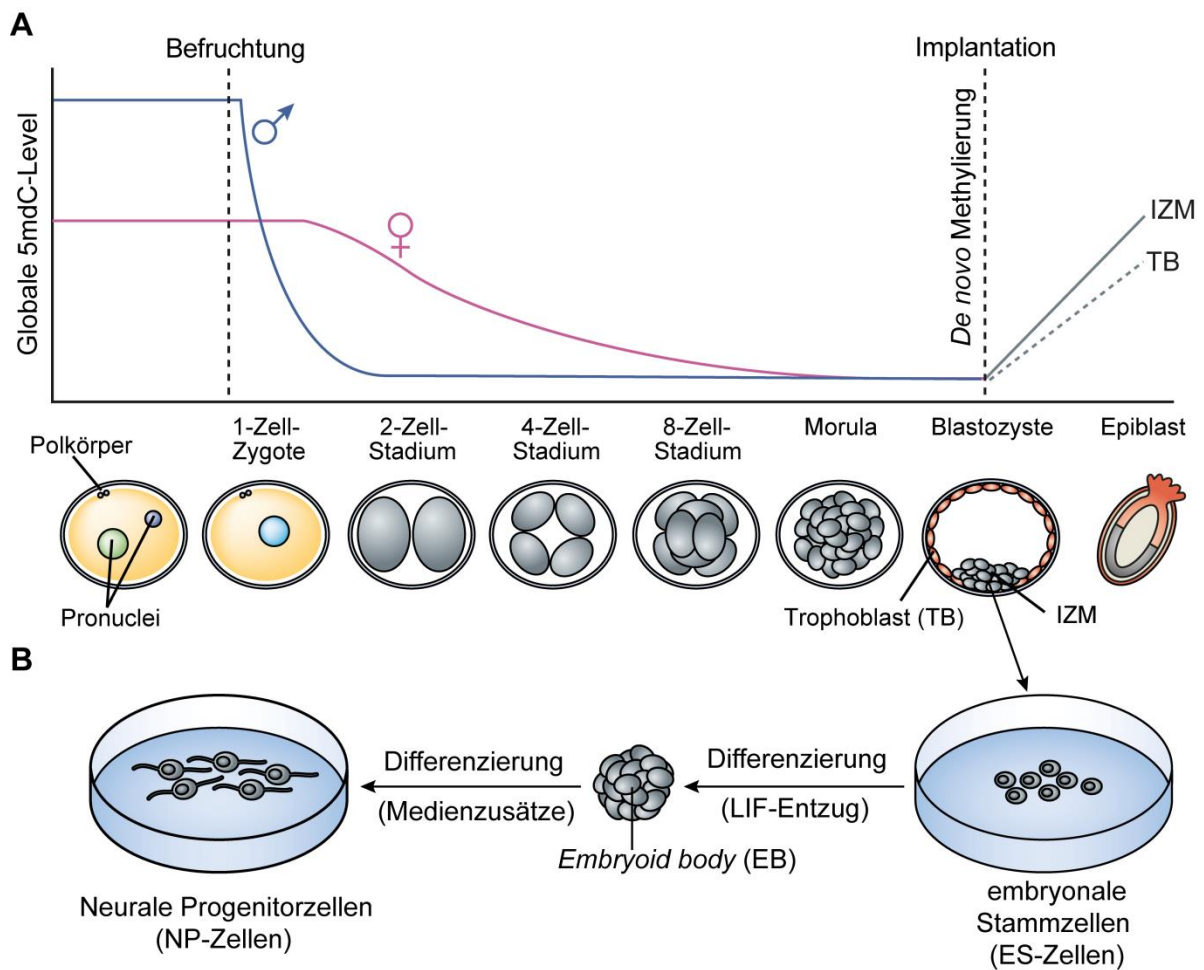 A
Befruchtung
Implantation
Globale 5mdC-Level
♂
♀
De novo Methylierung
IZM
TB
Polkörper
1-Zell-
Zygote
2-Zell-
Stadium
4-Zell-
Stadium
8-Zell-
Stadium
Morula
Blastozyste
Epiblast
Pronuclei
Trophoblast (TB)
IZM
B
Differenzierung
(Medienzusätze)
Differenzierung
(LIF-Entzug)
Embryoid body (EB)
Neurale Progenitorzellen
(NP-Zellen)
embryonale
Stammzellen
(ES-Zellen)